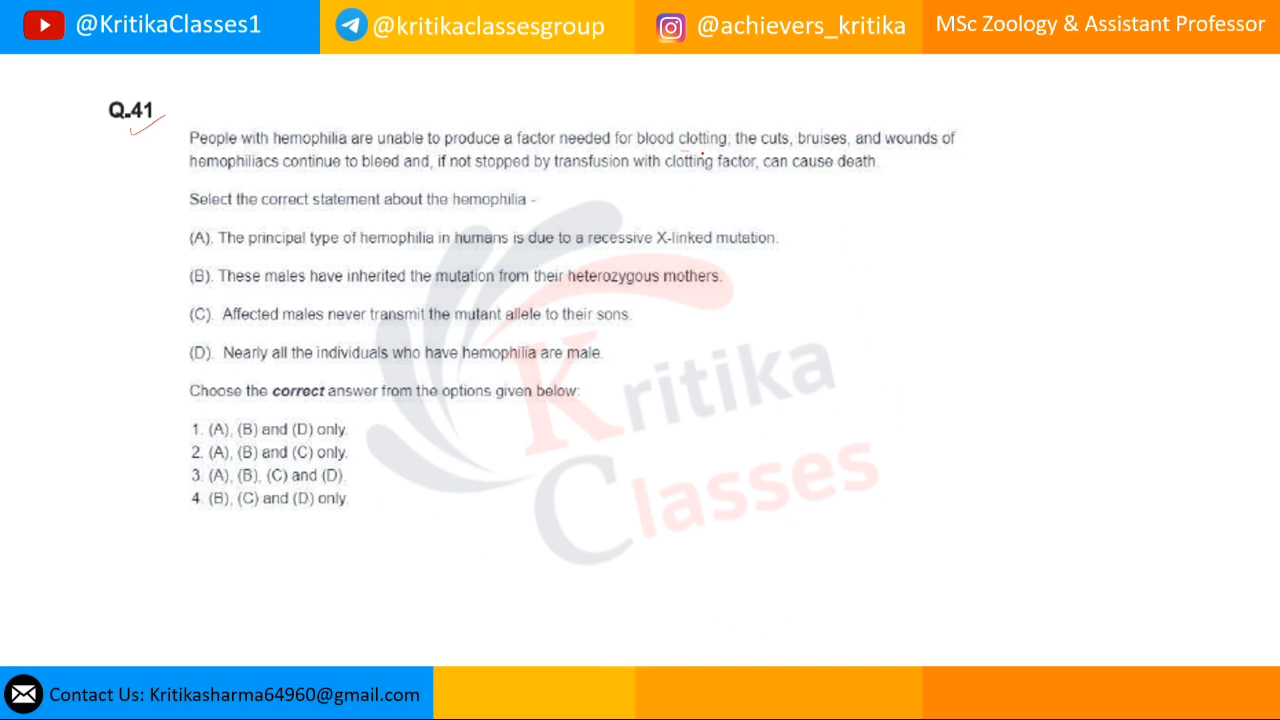 @KritikaClasses1 @kritikaclassesgroup @achievers_kritika MSc Zoology & Assistant Professor
Q.41
People with hemophilia are unable to produce a factor needed for blood clotting; the cuts, bruises, and wounds of
hemophiliacs continue to bleed and, if not stopped by transfusion with clotting factor, can cause death.
Select the correct statement about the hemophilia -
(A). The principal type of hemophilia in humans is due to a recessive X-linked mutation.
(B). These males have inherited the mutation from their heterozygous mothers.
(C). Affected males never transmit the mutant allele to their sons.
(D). Nearly all the individuals who have hemophilia are male.
Choose the correct answer from the options given below:
1. (A), (B) and (D) only.
2. (A), (B) and (C) only.
3. (A), (B), (C) and (D).
4. (B), (C) and (D) only.
Kritika
Classes
Contact Us: Kritikasharma64960@gmail.com